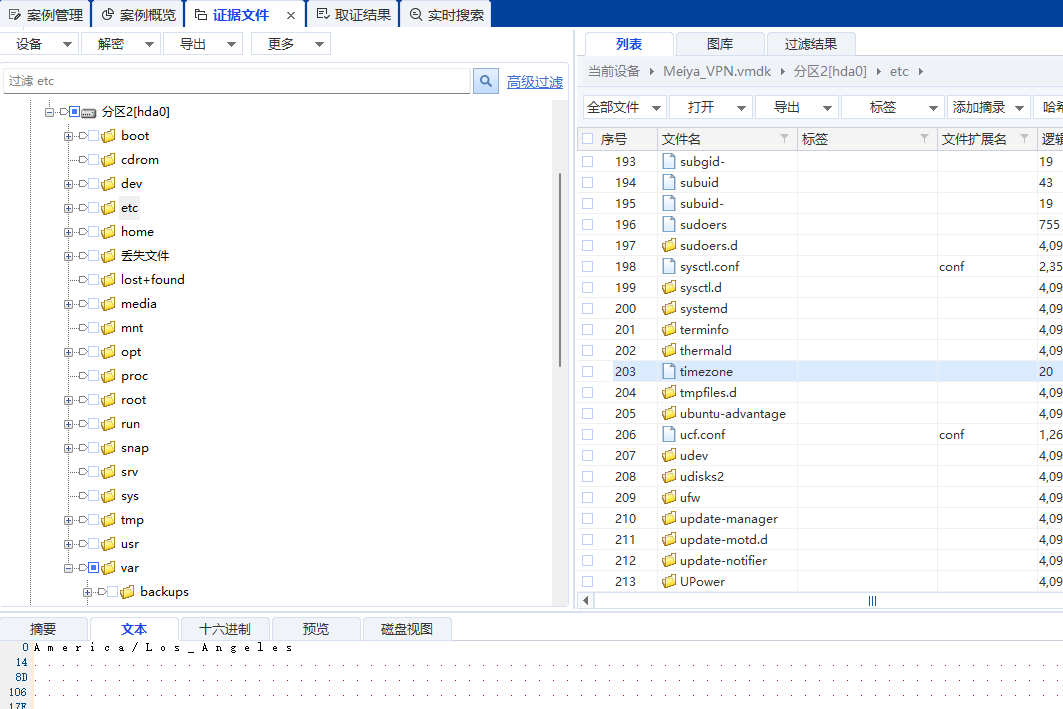 案例管理 案例概览 证据文件 × 取证结果 实时搜索
设备 解密 导出 更多
过滤 etc 高级过滤
分区2[hda0]
boot
cdrom
dev
etc
home
丢失文件
lost+found
media
mnt
opt
proc
root
run
snap
srv
sys
tmp
usr
var
backups
列表 图库 过滤结果
当前设备 Meiya_VPN.vmdk 分区2[hda0] etc
全部文件 打开 导出 标签 添加摘录
序号 文件名 标签 文件扩展名
193 subgid- 19
194 subuid 43
195 subuid- 19
196 sudoers 755
197 sudoers.d 4,09
198 sysctl.conf conf 2,35
199 sysctl.d 4,09
200 systemd 4,09
201 terminfo 4,09
202 thermald 4,09
203 timezone 20
204 tmpfiles.d 4,09
205 ubuntu-advantage 4,09
206 ucf.conf conf 1,26
207 udev 4,09
208 udisks2 4,09
209 ufw 4,09
210 update-manager 4,09
211 update-motd.d 4,09
212 update-notifier 4,09
213 UPower 4,09
摘要 文本 十六进制 预览 磁盘视图
0 America/Los_Angeles
14
8D
106